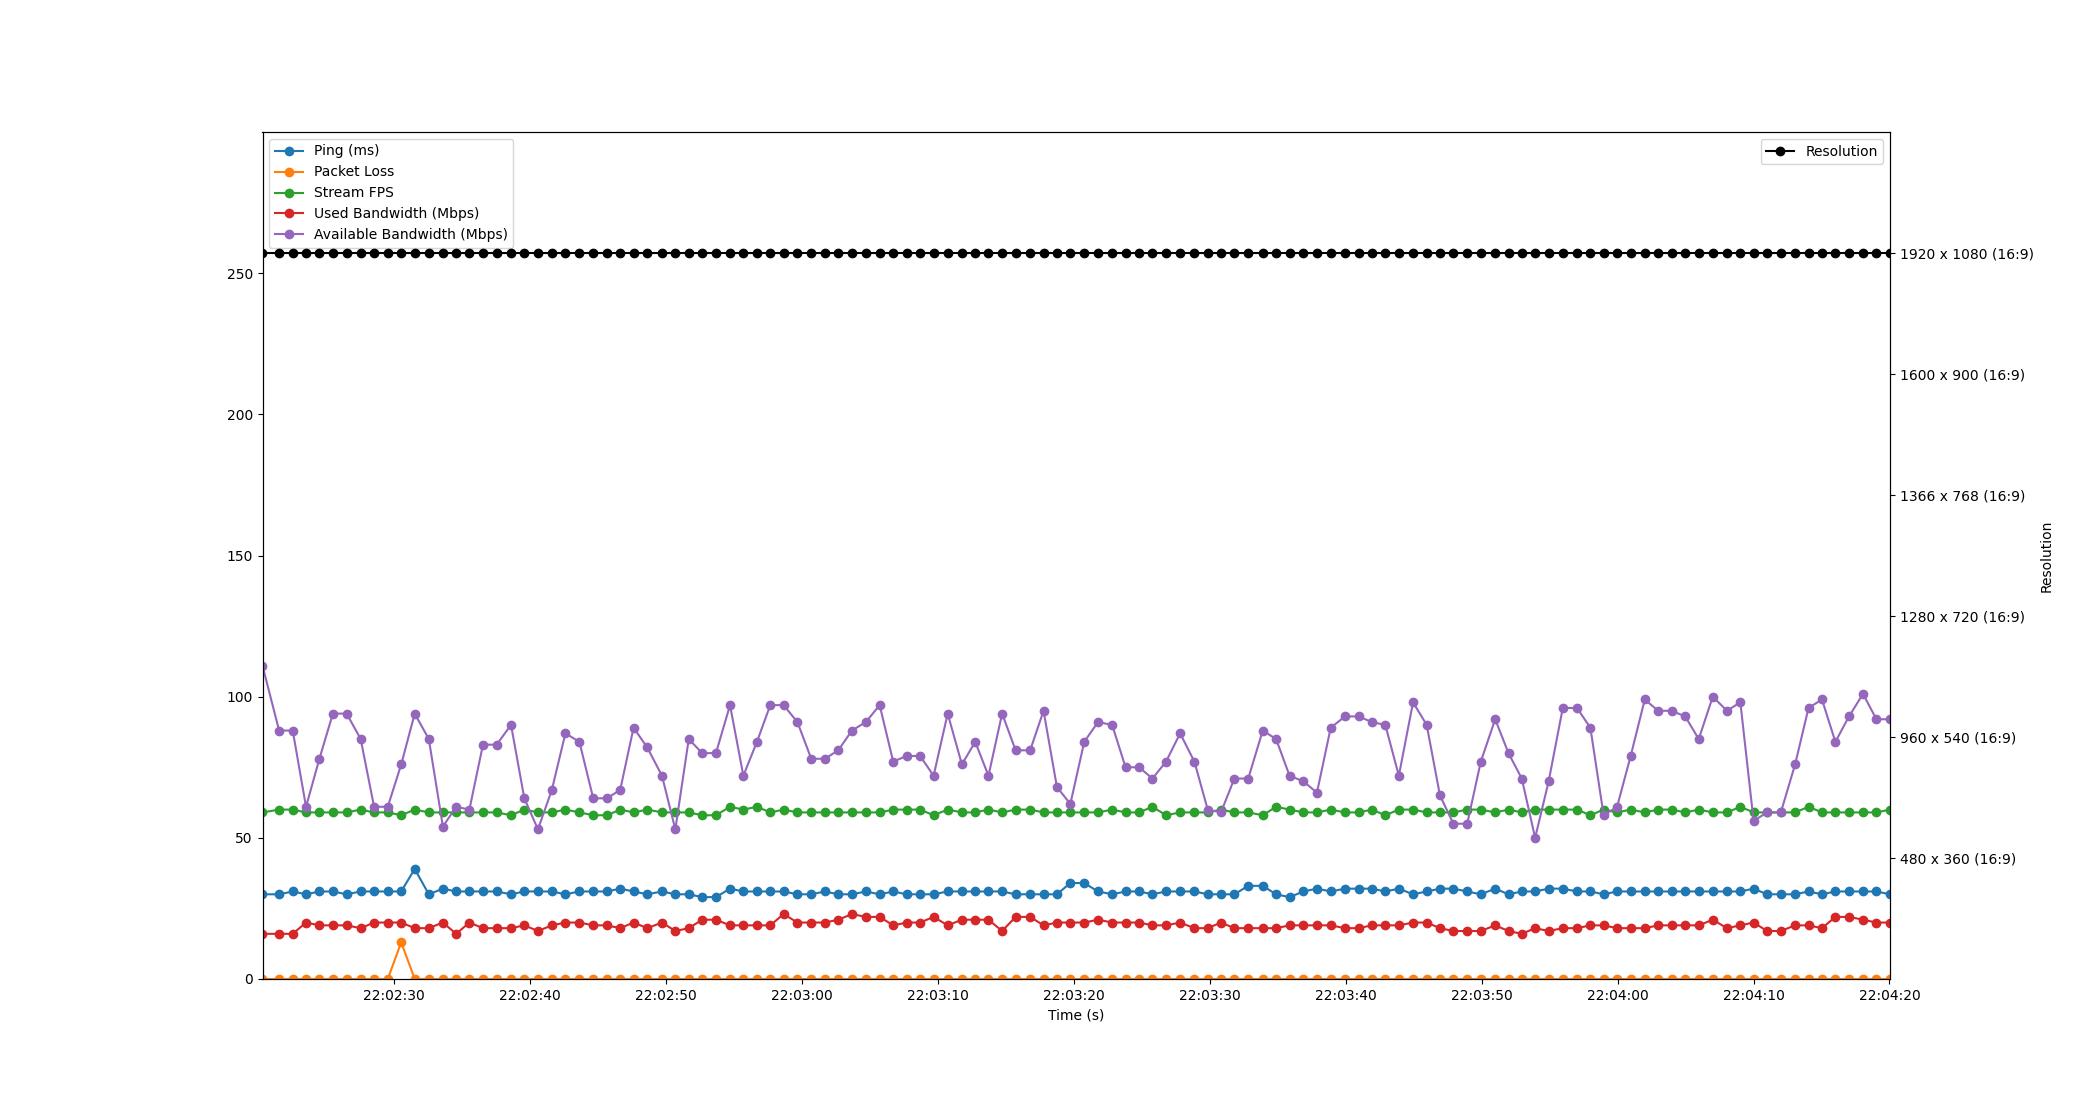 Ping (ms)
Packet Loss
Stream FPS
Used Bandwidth (Mbps)
Available Bandwidth (Mbps)
Resolution
250
200
150
100
50
0
1920 x 1080 (16:9)
1600 x 900 (16:9)
1366 x 768 (16:9)
1280 x 720 (16:9)
960 x 540 (16:9)
480 x 360 (16:9)
Resolution
22:02:30 22:02:40 22:02:50 22:03:00 22:03:10 22:03:20 22:03:30 22:03:40 22:03:50 22:04:00 22:04:10 22:04:20
Time (s)